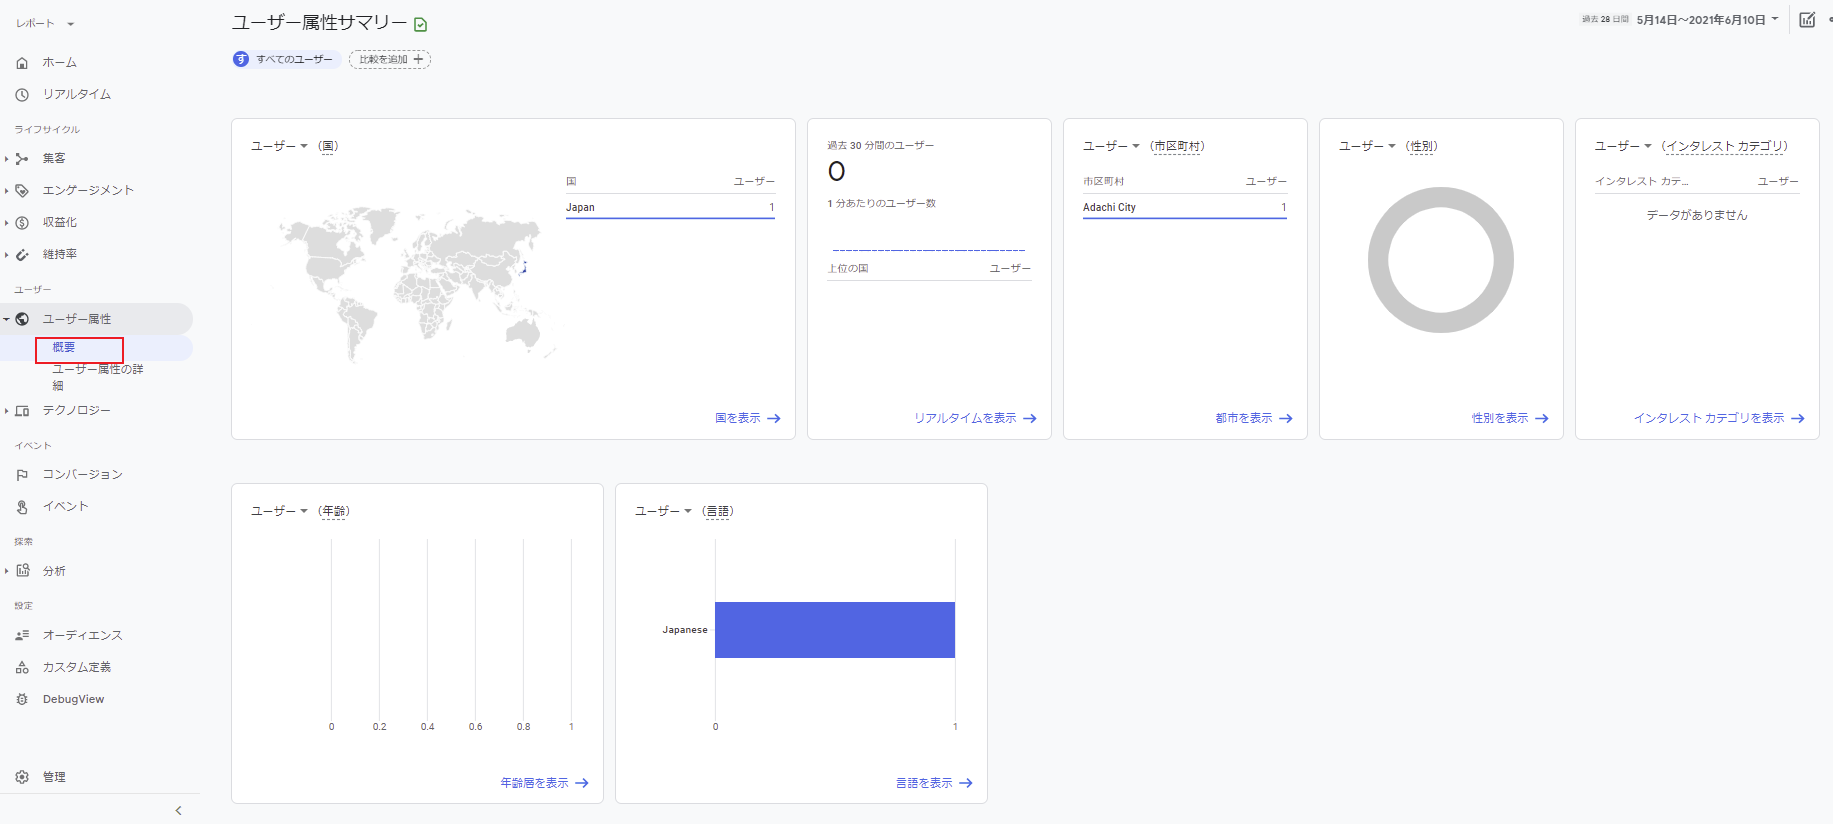 レポート
ホーム
リアルタイム
ライフサイクル
集客
エンゲージメント
収益化
維持率
ユーザー
ユーザー属性
概要
ユーザー属性の詳
細
テクノロジー
イベント
コンバージョン
イベント
探索
分析
設定
オーディエンス
カスタム定義
DebugView
管理
ユーザー属性サマリー
過去 28 日間 5月14日～2021年6月10日
す すべてのユーザー 比較を追加
ユーザー （国）
国 ユーザー
Japan 1
国を表示
過去 30 分間のユーザー
0
1 分あたりのユーザー数
上位の国 ユーザー
リアルタイムを表示
ユーザー （市区町村）
市区町村 ユーザー
Adachi City 1
都市を表示
ユーザー （性別）
性別を表示
ユーザー （インタレスト カテゴリ）
インタレスト カテ... ユーザー
データがありません
インタレスト カテゴリを表示
ユーザー （年齢）
0 0.2 0.4 0.6 0.8 1
年齢層を表示
ユーザー （言語）
Japanese
0 1
言語を表示